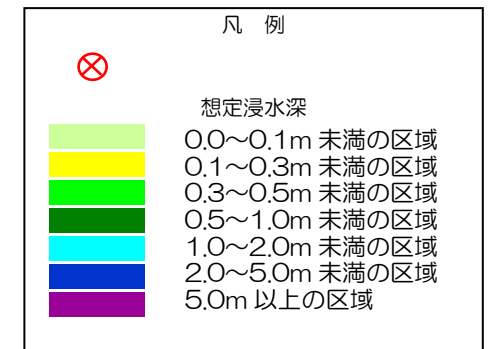 凡 例
想定浸水深
0.0～0.1m 未満の区域
0.1～0.3m 未満の区域
0.3～0.5m 未満の区域
0.5～1.0m 未満の区域
1.0～2.0m 未満の区域
2.0～5.0m 未満の区域
5.0m 以上の区域